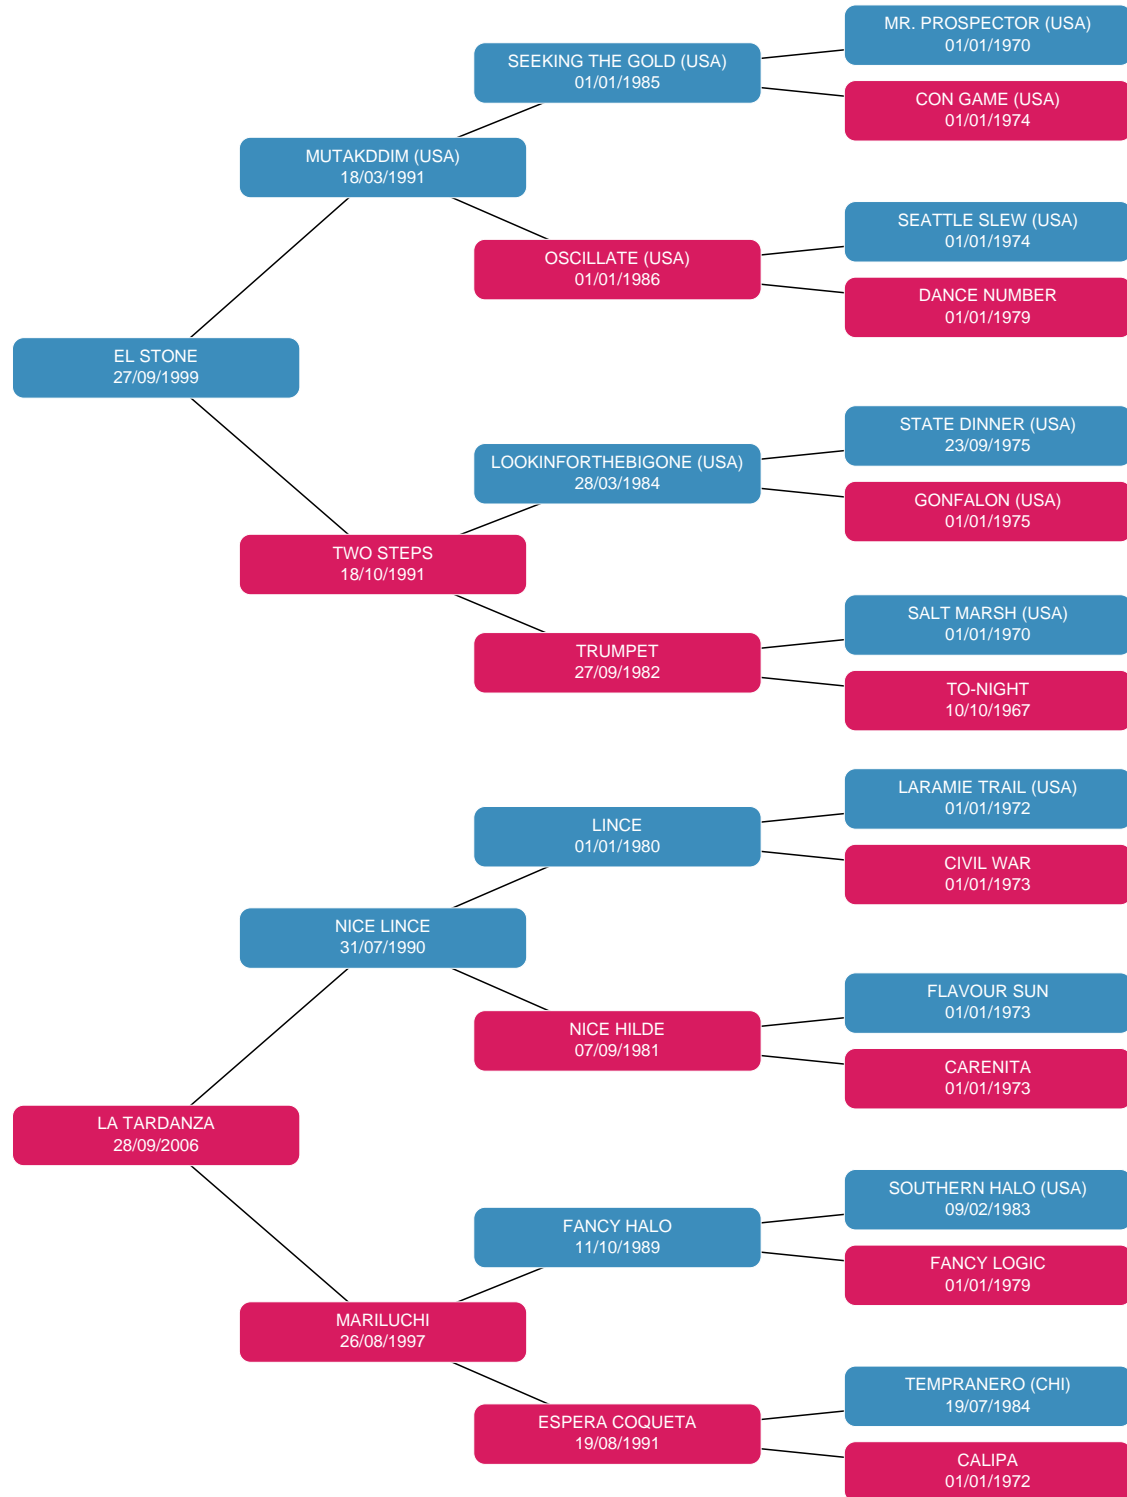 MR. PROSPECTOR (USA)
01/01/1970
SEEKING THE GOLD (USA)
01/01/1985
CON GAME (USA)
01/01/1974
MUTAKDDIM (USA)
18/03/1991
SEATTLE SLEW (USA)
01/01/1974
OSCILLATE (USA)
01/01/1986
DANCE NUMBER
01/01/1979
EL STONE
27/09/1999
STATE DINNER (USA)
23/09/1975
LOOKINFORTHEBIGONE (USA)
28/03/1984
GONFALON (USA)
01/01/1975
TWO STEPS
18/10/1991
SALT MARSH (USA)
01/01/1970
TRUMPET
27/09/1982
TO-NIGHT
10/10/1967
LARAMIE TRAIL (USA)
01/01/1972
LINCE
01/01/1980
CIVIL WAR
01/01/1973
NICE LINCE
31/07/1990
FLAVOUR SUN
01/01/1973
NICE HILDE
07/09/1981
CARENITA
01/01/1973
LA TARDANZA
28/09/2006
SOUTHERN HALO (USA)
09/02/1983
FANCY HALO
11/10/1989
FANCY LOGIC
01/01/1979
MARILUCHI
26/08/1997
TEMPRANERO (CHI)
19/07/1984
ESPERA COQUETA
19/08/1991
CALIPA
01/01/1972